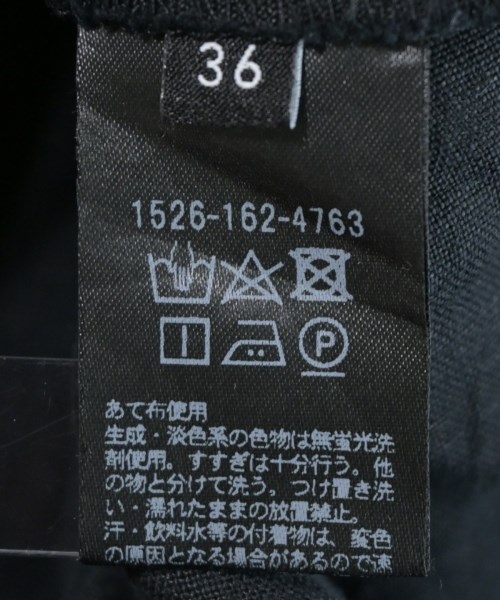 36
1526-162-4763
P
あて布使用
生成・淡色系の色物は無蛍光洗
剤使用。すすぎは十分行う。他
の物と分けて洗う。つけ置き洗
い・濡れたままの放置禁止。
汗・飲料水等の付着物は、変色
の原因となる場合があるので速